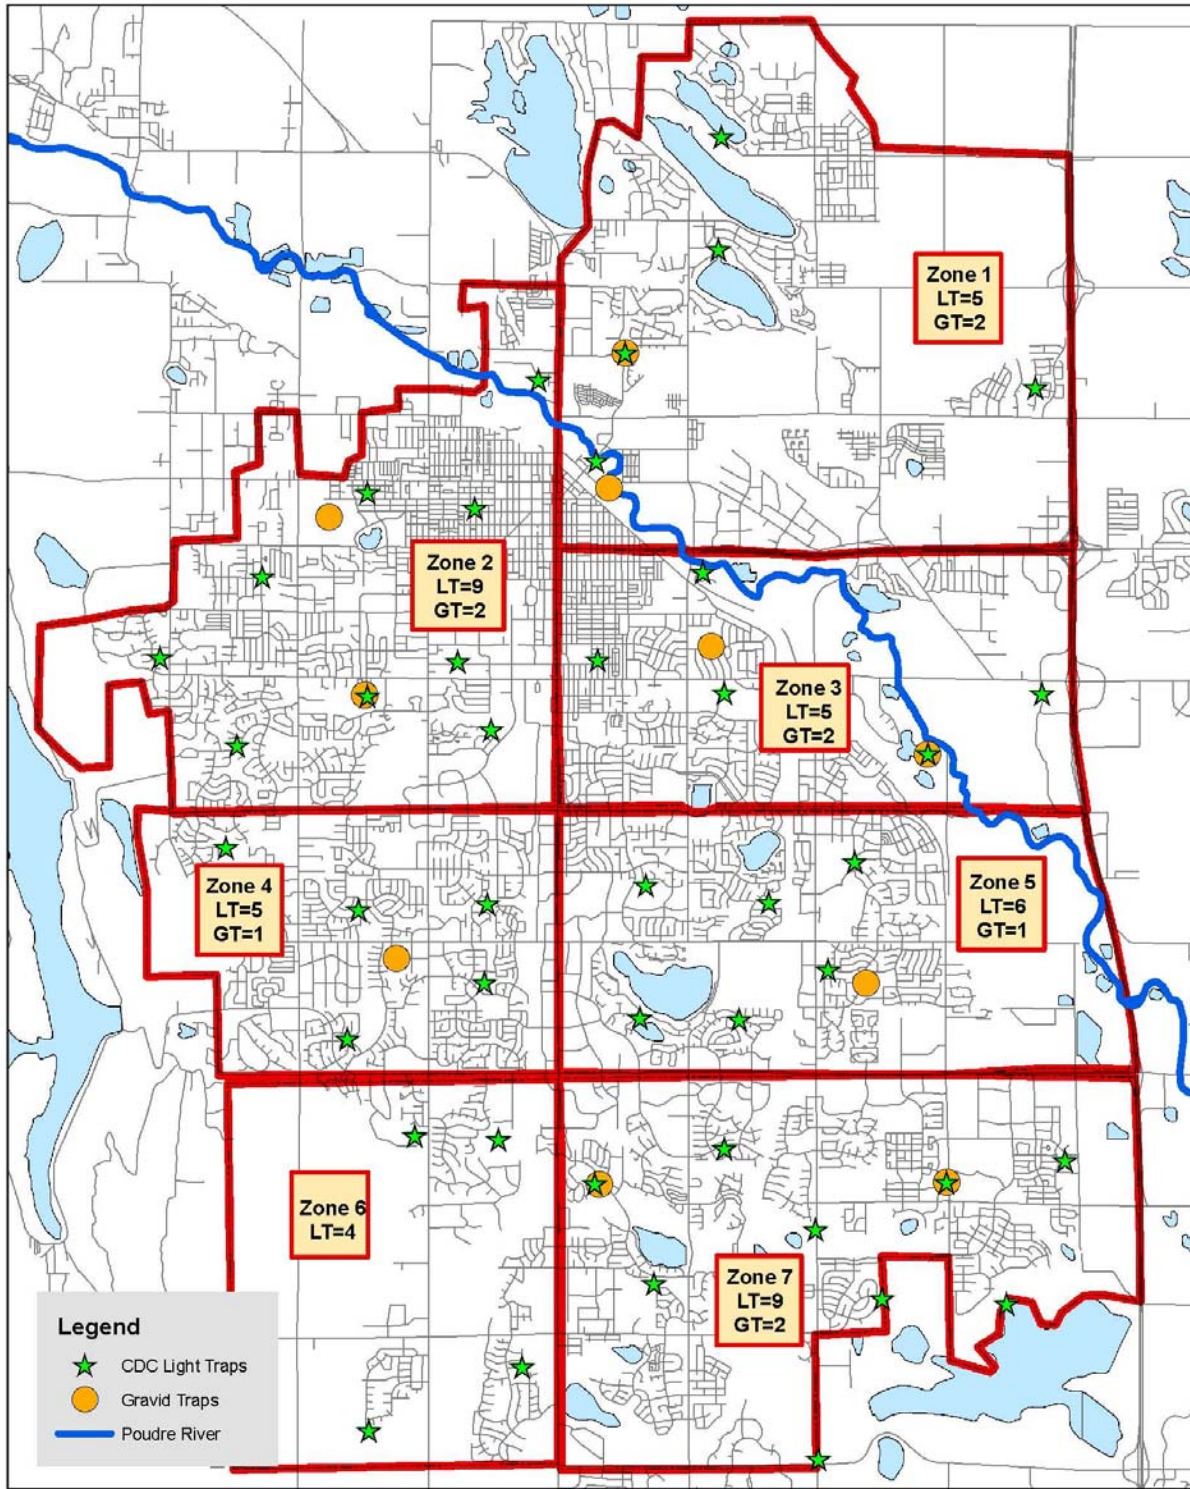 Zone 1
LT=5
GT=2
Zone 2
LT=9
GT=2
Zone 3
LT=5
GT=2
Zone 4
LT=5
GT=1
Zone 5
LT=6
GT=1
Zone 6
LT=4
Zone 7
LT=9
GT=2
Legend
CDC Light Traps
Gravid Traps
Poudre River